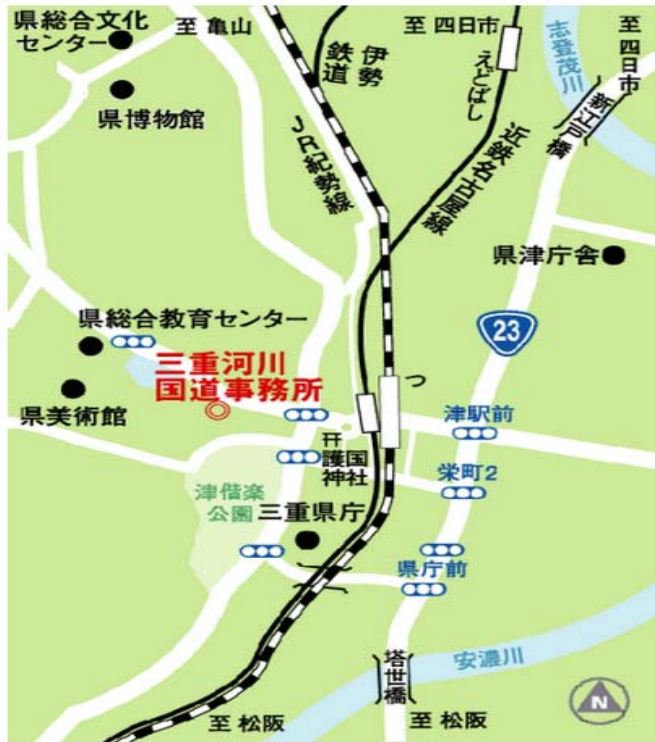 県総合文化
センター
至 亀山
伊勢
鉄道
至 四日市
えどばし
志登茂川
至 四日市
新江戸橋
県博物館
JR紀勢線
近鉄名古屋線
県津庁舎
23
県総合教育センター
三重河川
国道事務所
県美術館
つ
津駅前
護国
神社
栄町2
津偕楽
公園
三重県庁
県庁前
塔世橋
安濃川
至 松阪
至 松阪
N